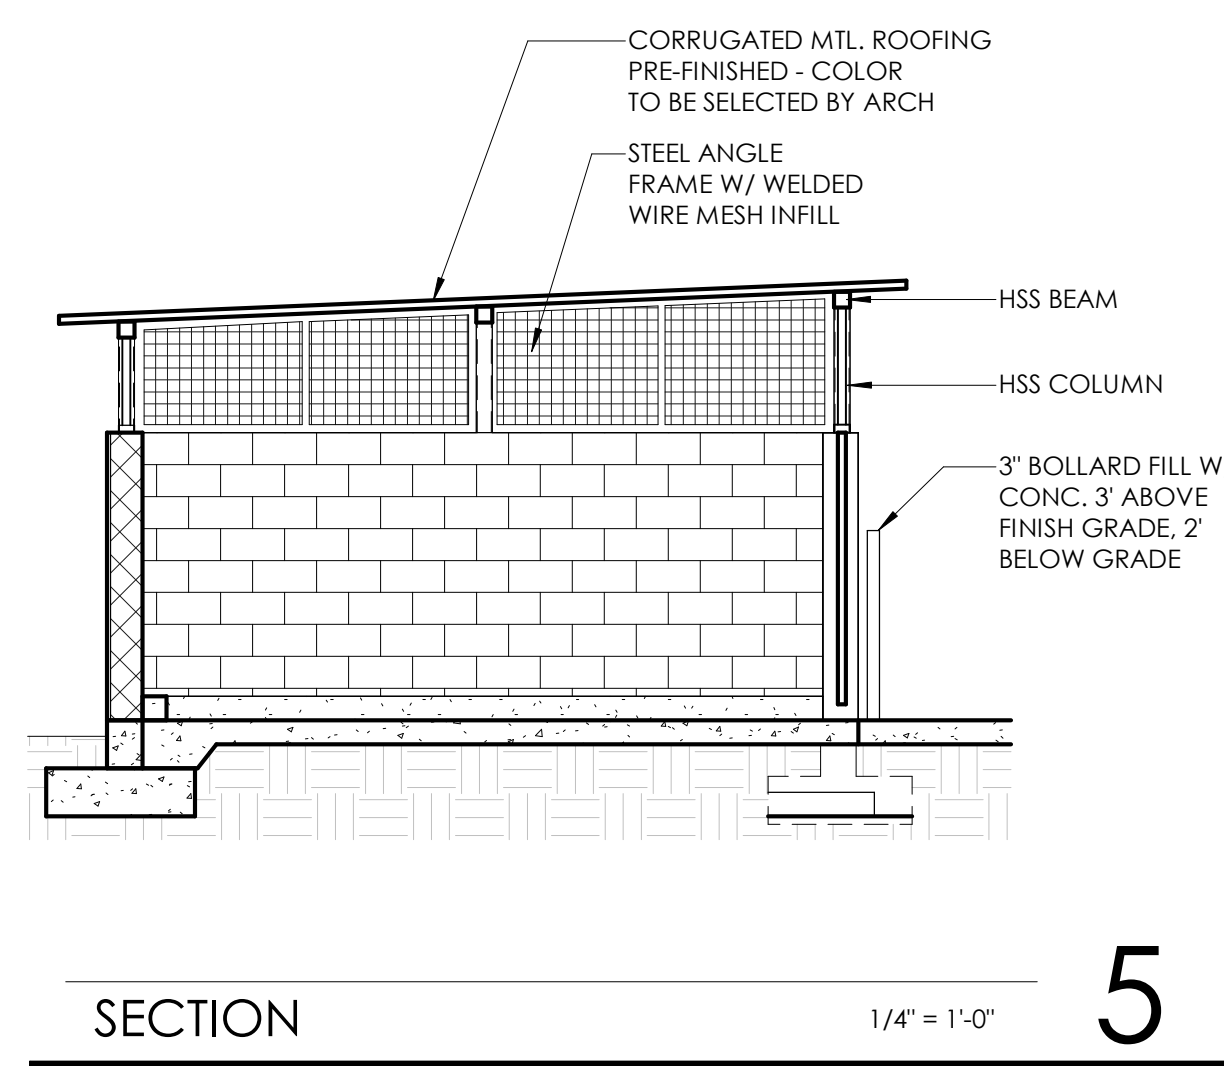 CORRUGATED MTL. ROOFING
PRE-FINISHED - COLOR
TO BE SELECTED BY ARCH
STEEL ANGLE
FRAME W/ WELDED
WIRE MESH INFILL
HSS BEAM
HSS COLUMN
3" BOLLARD FILL W
CONC. 3' ABOVE
FINISH GRADE, 2'
BELOW GRADE
SECTION
1/4" = 1'-0"
5